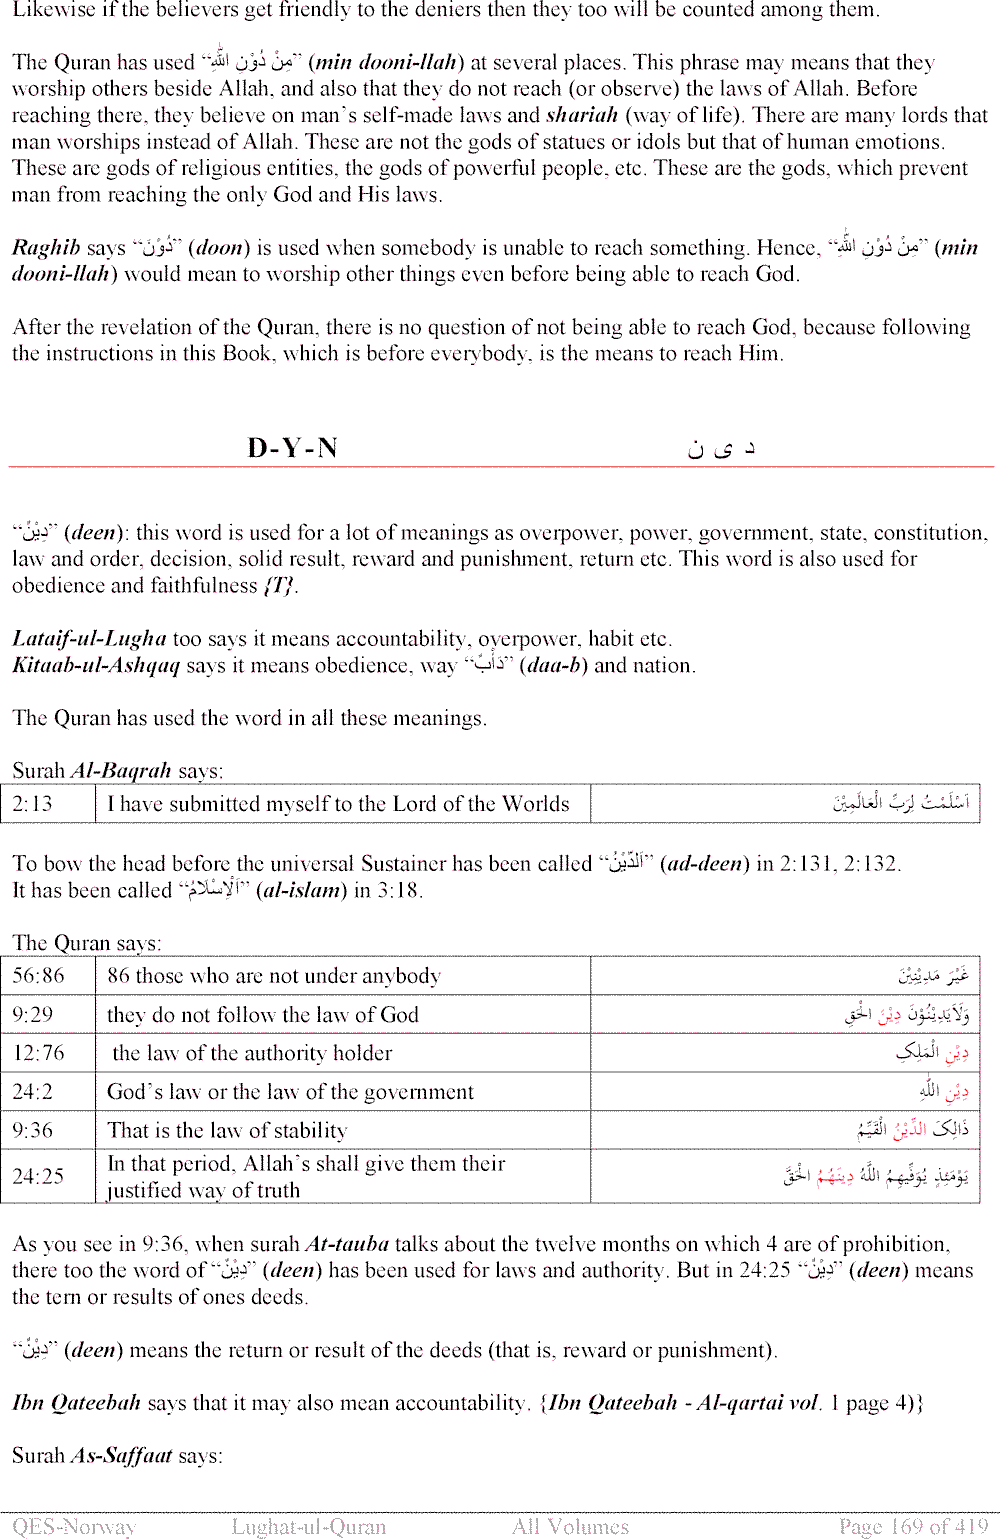 Likewise if the believers get friendly to the deniers then they too will be counted among them.
The Quran has used “مِنْ دُوْنِ اللّٰہِ” (min dooni-llah) at several places. This phrase may means that they
worship others beside Allah, and also that they do not reach (or observe) the laws of Allah. Before
reaching there, they believe on man’s self-made laws and shariah (way of life). There are many lords that
man worships instead of Allah. These are not the gods of statues or idols but that of human emotions.
These are gods of religious entities, the gods of powerful people, etc. These are the gods, which prevent
man from reaching the only God and His laws.
Raghib says “دُوْنَ” (doon) is used when somebody is unable to reach something. Hence, “مِنْ دُوْنِ اللّٰہِ” (min
dooni-llah) would mean to worship other things even before being able to reach God.
After the revelation of the Quran, there is no question of not being able to reach God, because following
the instructions in this Book, which is before everybody, is the means to reach Him.
D-Y-N د ی ن
“دِیْنٌ” (deen): this word is used for a lot of meanings as overpower, power, government, state, constitution,
law and order, decision, solid result, reward and punishment, return etc. This word is also used for
obedience and faithfulness {T}.
Lataif-ul-Lugha too says it means accountability, overpower, habit etc.
Kitaab-ul-Ashqaq says it means obedience, way “دَأْبٌ” (daa-b) and nation.
The Quran has used the word in all these meanings.
Surah Al-Baqrah says:
2:13 I have submitted myself to the Lord of the Worlds اَسْلَمْتُ لِرَبِّ الْعَالَمِیْنَ
To bow the head before the universal Sustainer has been called “اَلدِّیْنُ” (ad-deen) in 2:131, 2:132.
It has been called “اَلْاِسْلَامُ” (al-islam) in 3:18.
The Quran says:
56:86 86 those who are not under anybody غَیْرَ مَدِیْنِیْنَ
9:29 they do not follow the law of God وَلَایَدِیْنُوْنَ دِیْنَ الْحَقِ
12:76 the law of the authority holder دِیْنِ الْمَلِکِ
24:2 God’s law or the law of the government دِیْنِ اللّٰہِ
9:36 That is the law of stability ذَالِکَ الدِّیْنُ الْقَیِّمُ
24:25 In that period, Allah’s shall give them their
justified way of truth یَوْمَئِذٍ یُوَفِّیهِمُ اللَّهُ دِینَهُمُ الْحَقَّ
As you see in 9:36, when surah At-tauba talks about the twelve months on which 4 are of prohibition,
there too the word of “دِیْنٌ” (deen) has been used for laws and authority. But in 24:25 “دِیْنٌ” (deen) means
the tern or results of ones deeds.
“دِیْنٌ” (deen) means the return or result of the deeds (that is, reward or punishment).
Ibn Qateebah says that it may also mean accountability. {Ibn Qateebah - Al-qartai vol. 1 page 4)}
Surah As-Saffaat says:
QES-Norway Lughat-ul-Quran All Volumes Page 169 of 419